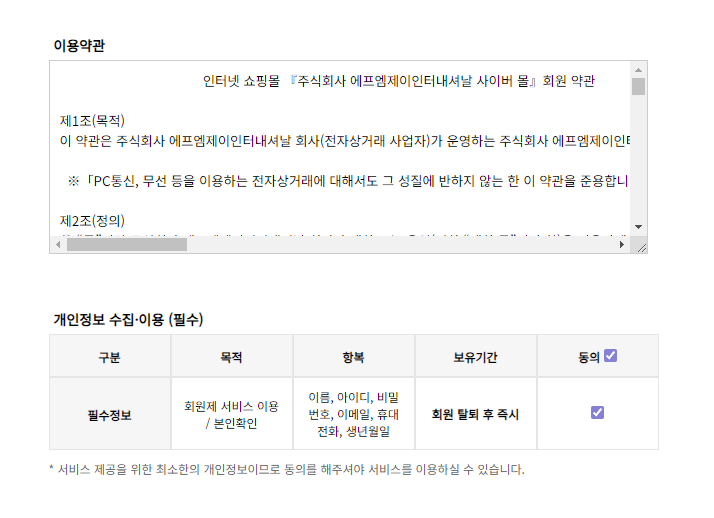 이용약관
인터넷 쇼핑몰 『주식회사 에프엠제이인터내셔날 사이버 몰』회원 약관
제1조(목적)
이 약관은 주식회사 에프엠제이인터내셔날 회사(전자상거래 사업자)가 운영하는 주식회사 에프엠제이인터
※「PC통신, 무선 등을 이용하는 전자상거래에 대해서도 그 성질에 반하지 않는 한 이 약관을 준용합니
제2조(정의)
개인정보 수집·이용 (필수)
구분 목적 항복 보유기간 동의
필수정보
회원제 서비스 이용
/ 본인확인
이름, 아이디, 비밀
번호, 이메일, 휴대
전화, 생년월일
회원 탈퇴 후 즉시
* 서비스 제공을 위한 최소한의 개인정보이므로 동의를 해주셔야 서비스를 이용하실 수 있습니다.